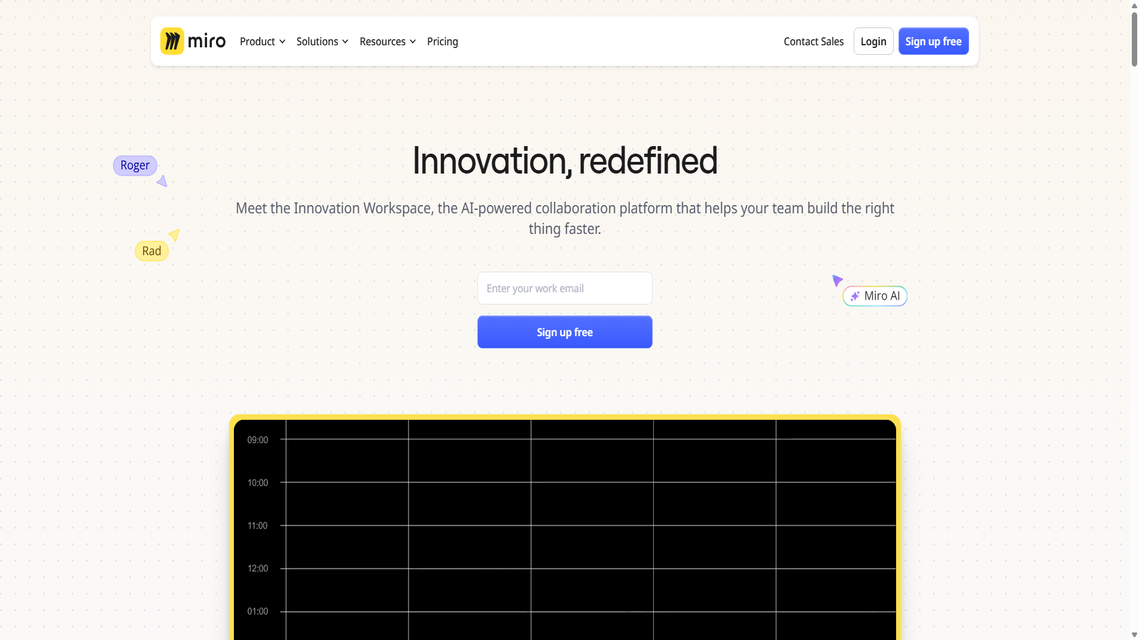 miro
Product
Solutions
Resources
Pricing
Contact Sales
Login
Sign up free
Innovation, redefined
Roger
Meet the Innovation Workspace, the AI-powered collaboration platform that helps your team build the right
thing faster.
Rad
Enter your work email
Miro AI
Sign up free
09:00
10:00
11:00
12:00
01:00